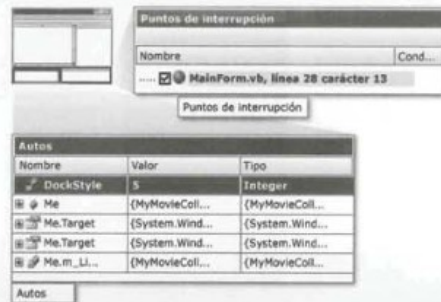 Puntos de interrupción
Nombre Cond...
MainForm.vb, línea 28 carácter 13
Puntos de interrupción
Autos
Nombre Valor Tipo
DockStyle 5 Integer
Me {MyMovieColl... {MyMovieColl...
Me.Target {System.Wind... {System.Wind...
Me.Target {System.Wind... {System.Wind...
Me.m_Li... {MyMovieColl... {MyMovieColl...
Autos